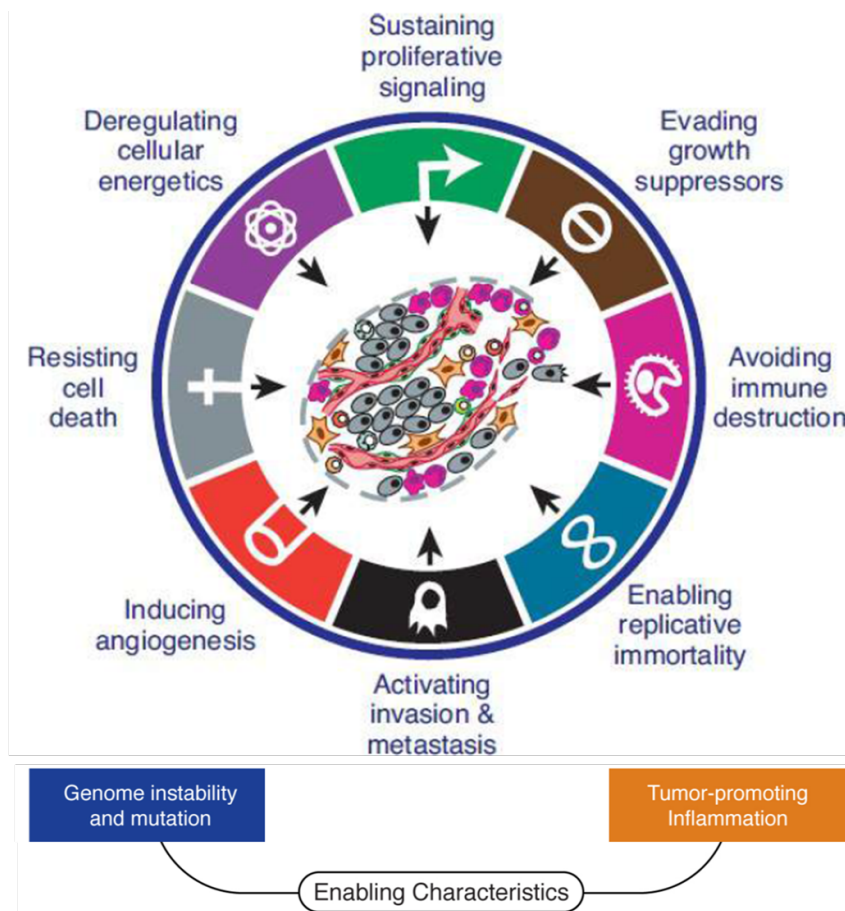 Sustaining
proliferative
signaling
Deregulating
cellular
energetics
Evading
growth
suppressors
Resisting
cell
death
Avoiding
immune
destruction
Inducing
angiogenesis
Enabling
replicative
immortality
Activating
invasion &
metastasis
Genome instability
and mutation
Tumor-promoting
Inflammation
Enabling Characteristics